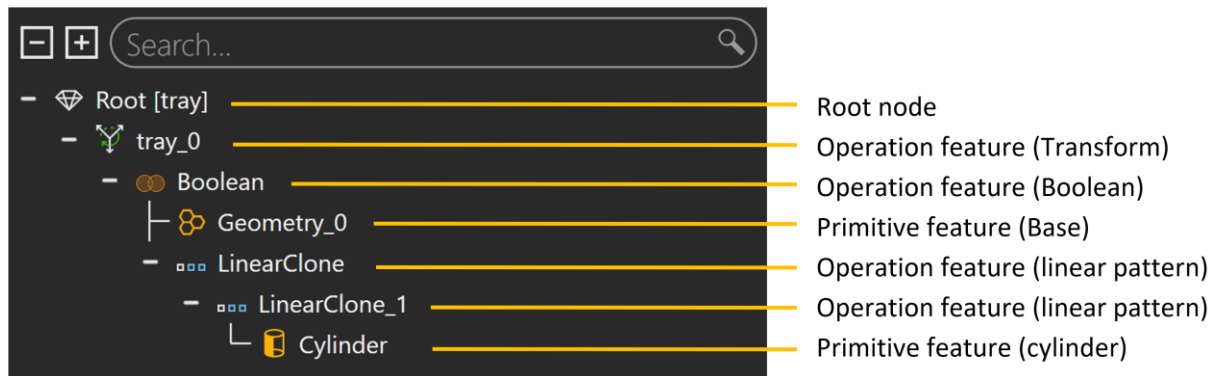 Search...
Root [tray] Root node
tray_0 Operation feature (Transform)
Boolean Operation feature (Boolean)
Geometry_0 Primitive feature (Base)
LinearClone Operation feature (linear pattern)
LinearClone_1 Operation feature (linear pattern)
Cylinder Primitive feature (cylinder)